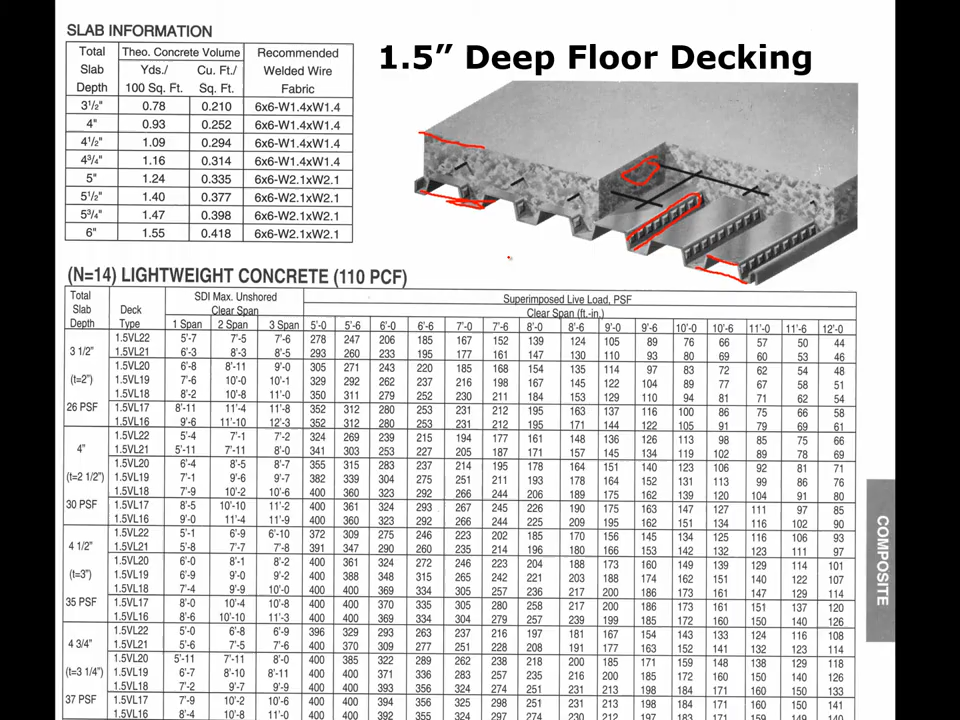 SLAB INFORMATION
1.5” Deep Floor Decking
Total Slab Depth Theo. Concrete Volume Recommended Welded Wire Fabric
Yds./ 100 Sq. Ft. Cu. Ft./ Sq. Ft.
3 1/2" 0.78 0.210 6x6-W1.4xW1.4
4" 0.93 0.252 6x6-W1.4xW1.4
4 1/2" 1.09 0.294 6x6-W1.4xW1.4
4 3/4" 1.16 0.314 6x6-W1.4xW1.4
5" 1.24 0.335 6x6-W2.1xW2.1
5 1/2" 1.40 0.377 6x6-W2.1xW2.1
5 3/4" 1.47 0.398 6x6-W2.1xW2.1
6" 1.55 0.418 6x6-W2.1xW2.1
(N=14) LIGHTWEIGHT CONCRETE (110 PCF)
Total Slab Depth Deck Type SDI Max. Unshored Clear Span Superimposed Live Load, PSF
Clear Span (ft.-in.)
1 Span 2 Span 3 Span 5'-0 5'-6 6'-0 6'-6 7'-0 7'-6 8'-0 8'-6 9'-0 9'-6 10'-0 10'-6 11'-0 11'-6 12'-0
3 1/2" (t=2") 26 PSF
1.5VL22 5'-7 7'-5 7'-6 278 247 206 185 167 152 139 124 105 89 76 66 57 50 44
1.5VL21 6'-3 8'-3 8'-5 293 260 233 195 177 161 147 130 110 93 80 69 60 53 46
1.5VL20 6'-8 8'-11 9'-0 305 271 243 220 185 168 154 135 114 97 83 72 62 54 48
1.5VL19 7'-6 10'-0 10'-1 329 292 262 237 216 198 167 145 122 104 89 77 67 58 51
1.5VL18 8'-2 10'-8 11'-0 350 311 279 252 230 211 184 153 129 110 94 81 71 62 54
1.5VL17 8'-11 11'-4 11'-8 352 312 280 253 231 212 195 163 137 116 100 86 75 66 58
1.5VL16 9'-6 11'-10 12'-3 352 312 280 253 231 212 195 171 144 122 105 91 79 69 61
4" (t=2 1/2") 30 PSF
1.5VL22 5'-4 7'-1 7'-2 324 269 239 215 194 177 161 148 136 126 113 98 85 75 66
1.5VL21 5'-11 7'-11 8'-0 341 303 253 227 205 187 171 157 145 134 119 102 89 78 69
1.5VL20 6'-4 8'-5 8'-7 355 315 283 237 214 195 178 164 151 140 123 106 92 81 71
1.5VL19 7'-1 9'-6 9'-7 382 339 304 275 251 211 193 178 164 152 131 113 99 86 76
1.5VL18 7'-9 10'-2 10'-6 400 360 323 292 266 244 206 189 175 162 139 120 104 91 80
1.5VL17 8'-5 10'-10 11'-2 400 361 324 293 267 245 226 190 175 163 147 127 111 97 85
1.5VL16 9'-0 11'-4 11'-9 400 360 323 292 266 244 225 209 195 162 151 134 116 102 90
4 1/2" (t=3") 35 PSF
1.5VL22 5'-1 6'-9 6'-10 372 309 275 246 223 202 185 170 156 145 134 125 116 106 93
1.5VL21 5'-8 7'-7 7'-8 391 347 290 260 235 214 196 180 166 153 142 132 123 111 97
1.5VL20 6'-0 8'-1 8'-2 400 361 324 272 246 223 204 188 173 160 149 139 129 114 101
1.5VL19 6'-9 9'-0 9'-2 400 388 348 315 265 242 221 203 188 174 162 151 140 122 107
1.5VL18 7'-4 9'-9 10'-0 400 400 369 334 305 257 236 217 200 186 173 161 147 129 114
1.5VL17 8'-0 10'-4 10'-8 400 400 370 335 305 280 258 217 200 186 173 161 151 137 120
1.5VL16 8'-6 10'-10 11'-3 400 400 369 334 304 279 257 239 199 185 172 160 150 140 126
4 3/4" (t=3 1/4") 37 PSF
1.5VL22 5'-0 6'-8 6'-9 396 329 293 263 237 216 197 181 167 154 143 133 124 116 108
1.5VL21 5'-6 7'-5 7'-6 400 370 309 277 251 228 208 191 177 163 152 141 132 123 114
1.5VL20 5'-11 7'-11 8'-0 400 385 322 289 262 238 218 200 185 171 159 148 138 129 118
1.5VL19 6'-7 8'-10 8'-11 400 400 371 336 283 257 235 216 200 185 172 160 150 140 126
1.5VL18 7'-2 9'-7 9'-9 400 400 393 356 324 274 251 231 213 198 184 171 160 150 133
1.5VL17 7'-9 10'-2 10'-6 400 400 394 356 325 298 251 231 213 198 184 171 160 150 141
1.5VL16 8'-4 10'-8 11'-0 400 400 392 355 324 297 274 231 213 197 183 171
COMPOSITE